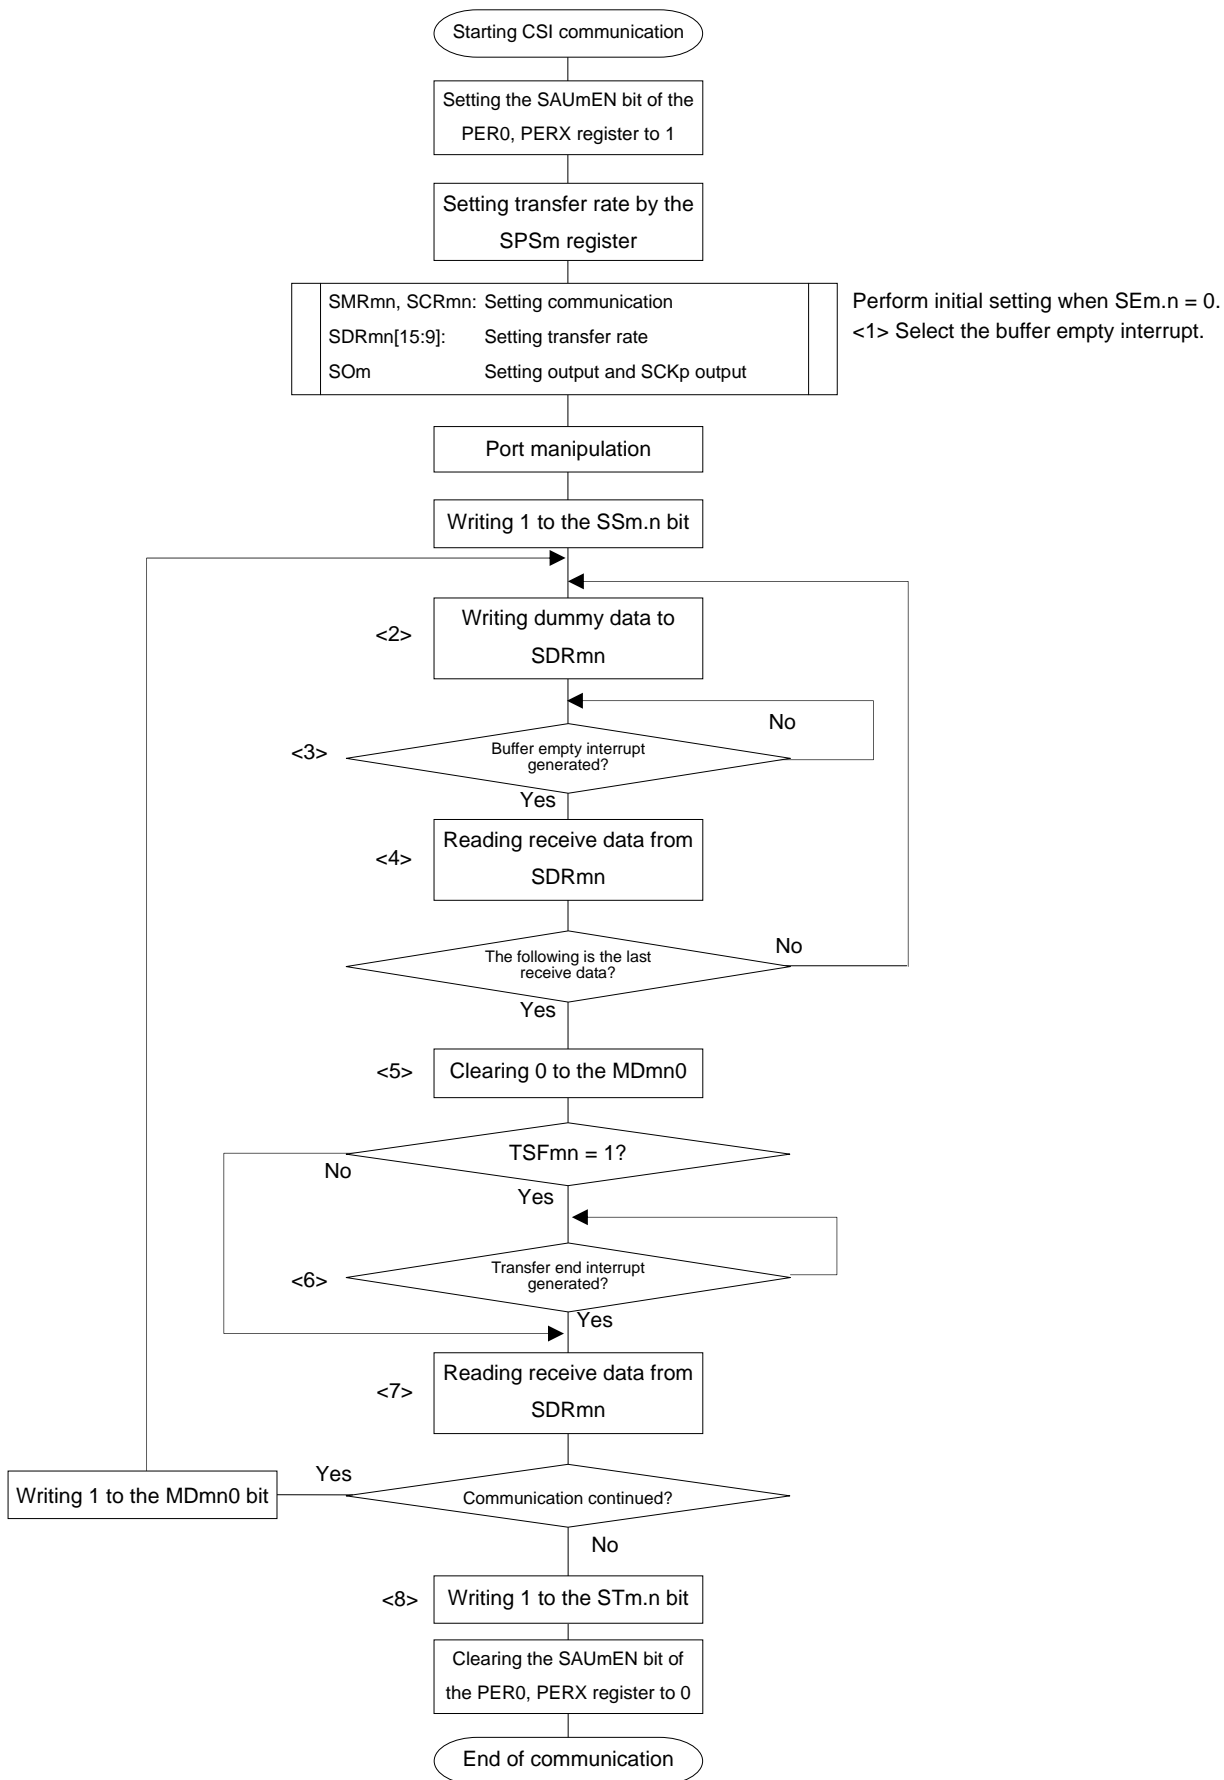 Starting CSI communication
Setting the SAUmEN bit of the
PER0, PERX register to 1
Setting transfer rate by the
SPSm register
SMRmn, SCRmn: Setting communication
SDRmn[15:9]: Setting transfer rate
SOm Setting output and SCKp output
Perform initial setting when SEm.n = 0.
<1> Select the buffer empty interrupt.
Port manipulation
Writing 1 to the SSm.n bit
<2>
Writing dummy data to
SDRmn
No
<3>
Buffer empty interrupt
generated?
Yes
<4>
Reading receive data from
SDRmn
The following is the last
receive data?
No
Yes
<5>
Clearing 0 to the MDmn0
TSFmn = 1?
No
Yes
<6>
Transfer end interrupt
generated?
Yes
<7>
Reading receive data from
SDRmn
Yes
Writing 1 to the MDmn0 bit
Communication continued?
No
<8>
Writing 1 to the STm.n bit
Clearing the SAUmEN bit of
the PER0, PERX register to 0
End of communication